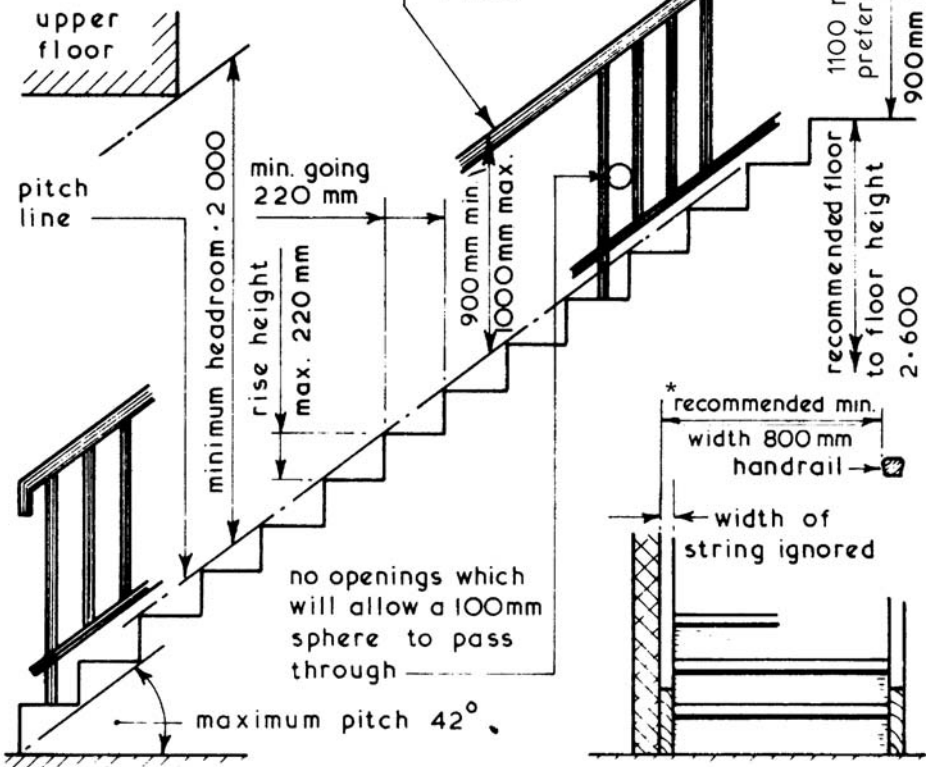 upper
floor
pitch
line
minimum headroom · 2 000
min. going
220 mm
rise height
max. 220 mm
900mm min.
1000mm max.
prefer
900mm
recommended floor
to floor height
2·600
*
recommended min.
width 800 mm
handrail
width of
string ignored
no openings which
will allow a 100mm
sphere to pass
through
maximum pitch 42°
1100